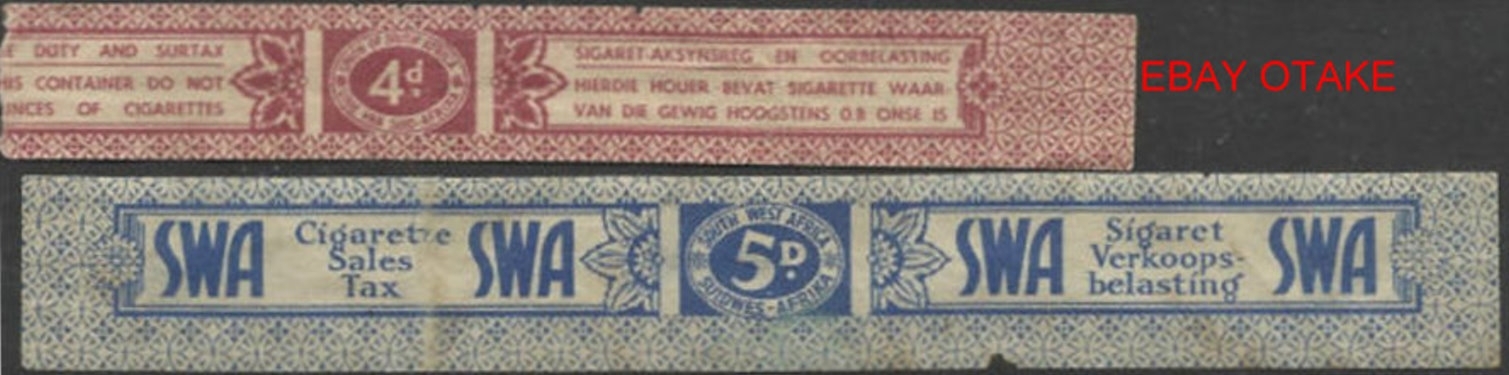 DUTY AND SURTAX
HIS CONTAINER DO NOT
NCES OF CIGARETTES
4d
SIGARET-AKSYNSREG EN OORBELASTING
HIERDIE HOUER BEVAT SIGARETTE WAAR-
VAN DIE GEWIG HOOGSTENS 0.8 ONSE IS
EBAY OTAKE
SWA
Cigarette
Sales
Tax
SWA
SOUTH WEST AFRICA
5D.
SUIDWES-AFRIKA
SWA
Sigaret
Verkoops-
belasting
SWA